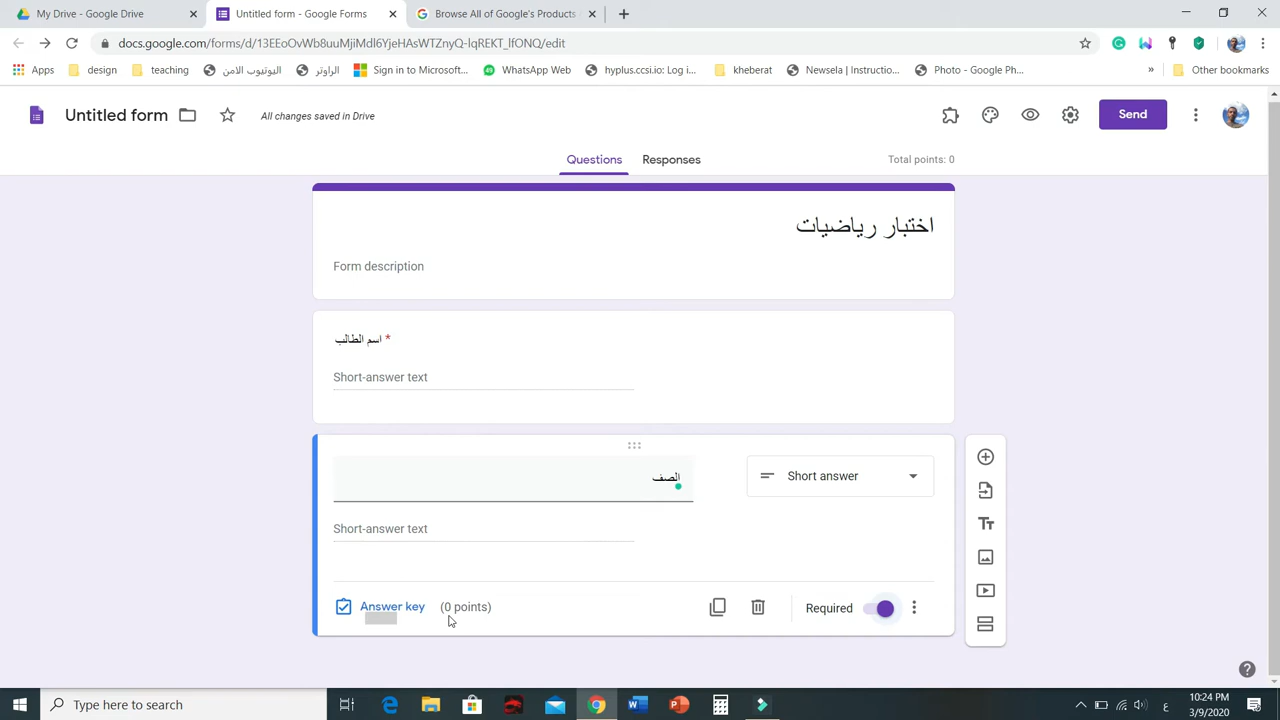 My Drive - Google Drive
Untitled form - Google Forms
Browse All of Google's Products
docs.google.com/forms/d/13EEoOvWb8uuMjiMdl6YjeHAsWTZnyQ-lqREKT_lfONQ/edit
Apps
design
teaching
اليوتيوب الامن
الراوتر
Sign in to Microsoft...
WhatsApp Web
hyplus.ccsi.io: Log i...
kheberat
Newsela | Instructio...
Photo - Google Ph...
»
Other bookmarks
Untitled form
All changes saved in Drive
Send
Questions
Responses
Total points: 0
اختبار رياضيات
Form description
اسم الطالب *
Short-answer text
الصف
Short answer
Short-answer text
Answer key
(0 points)
Required
Type here to search
10:24 PM
3/9/2020
ع